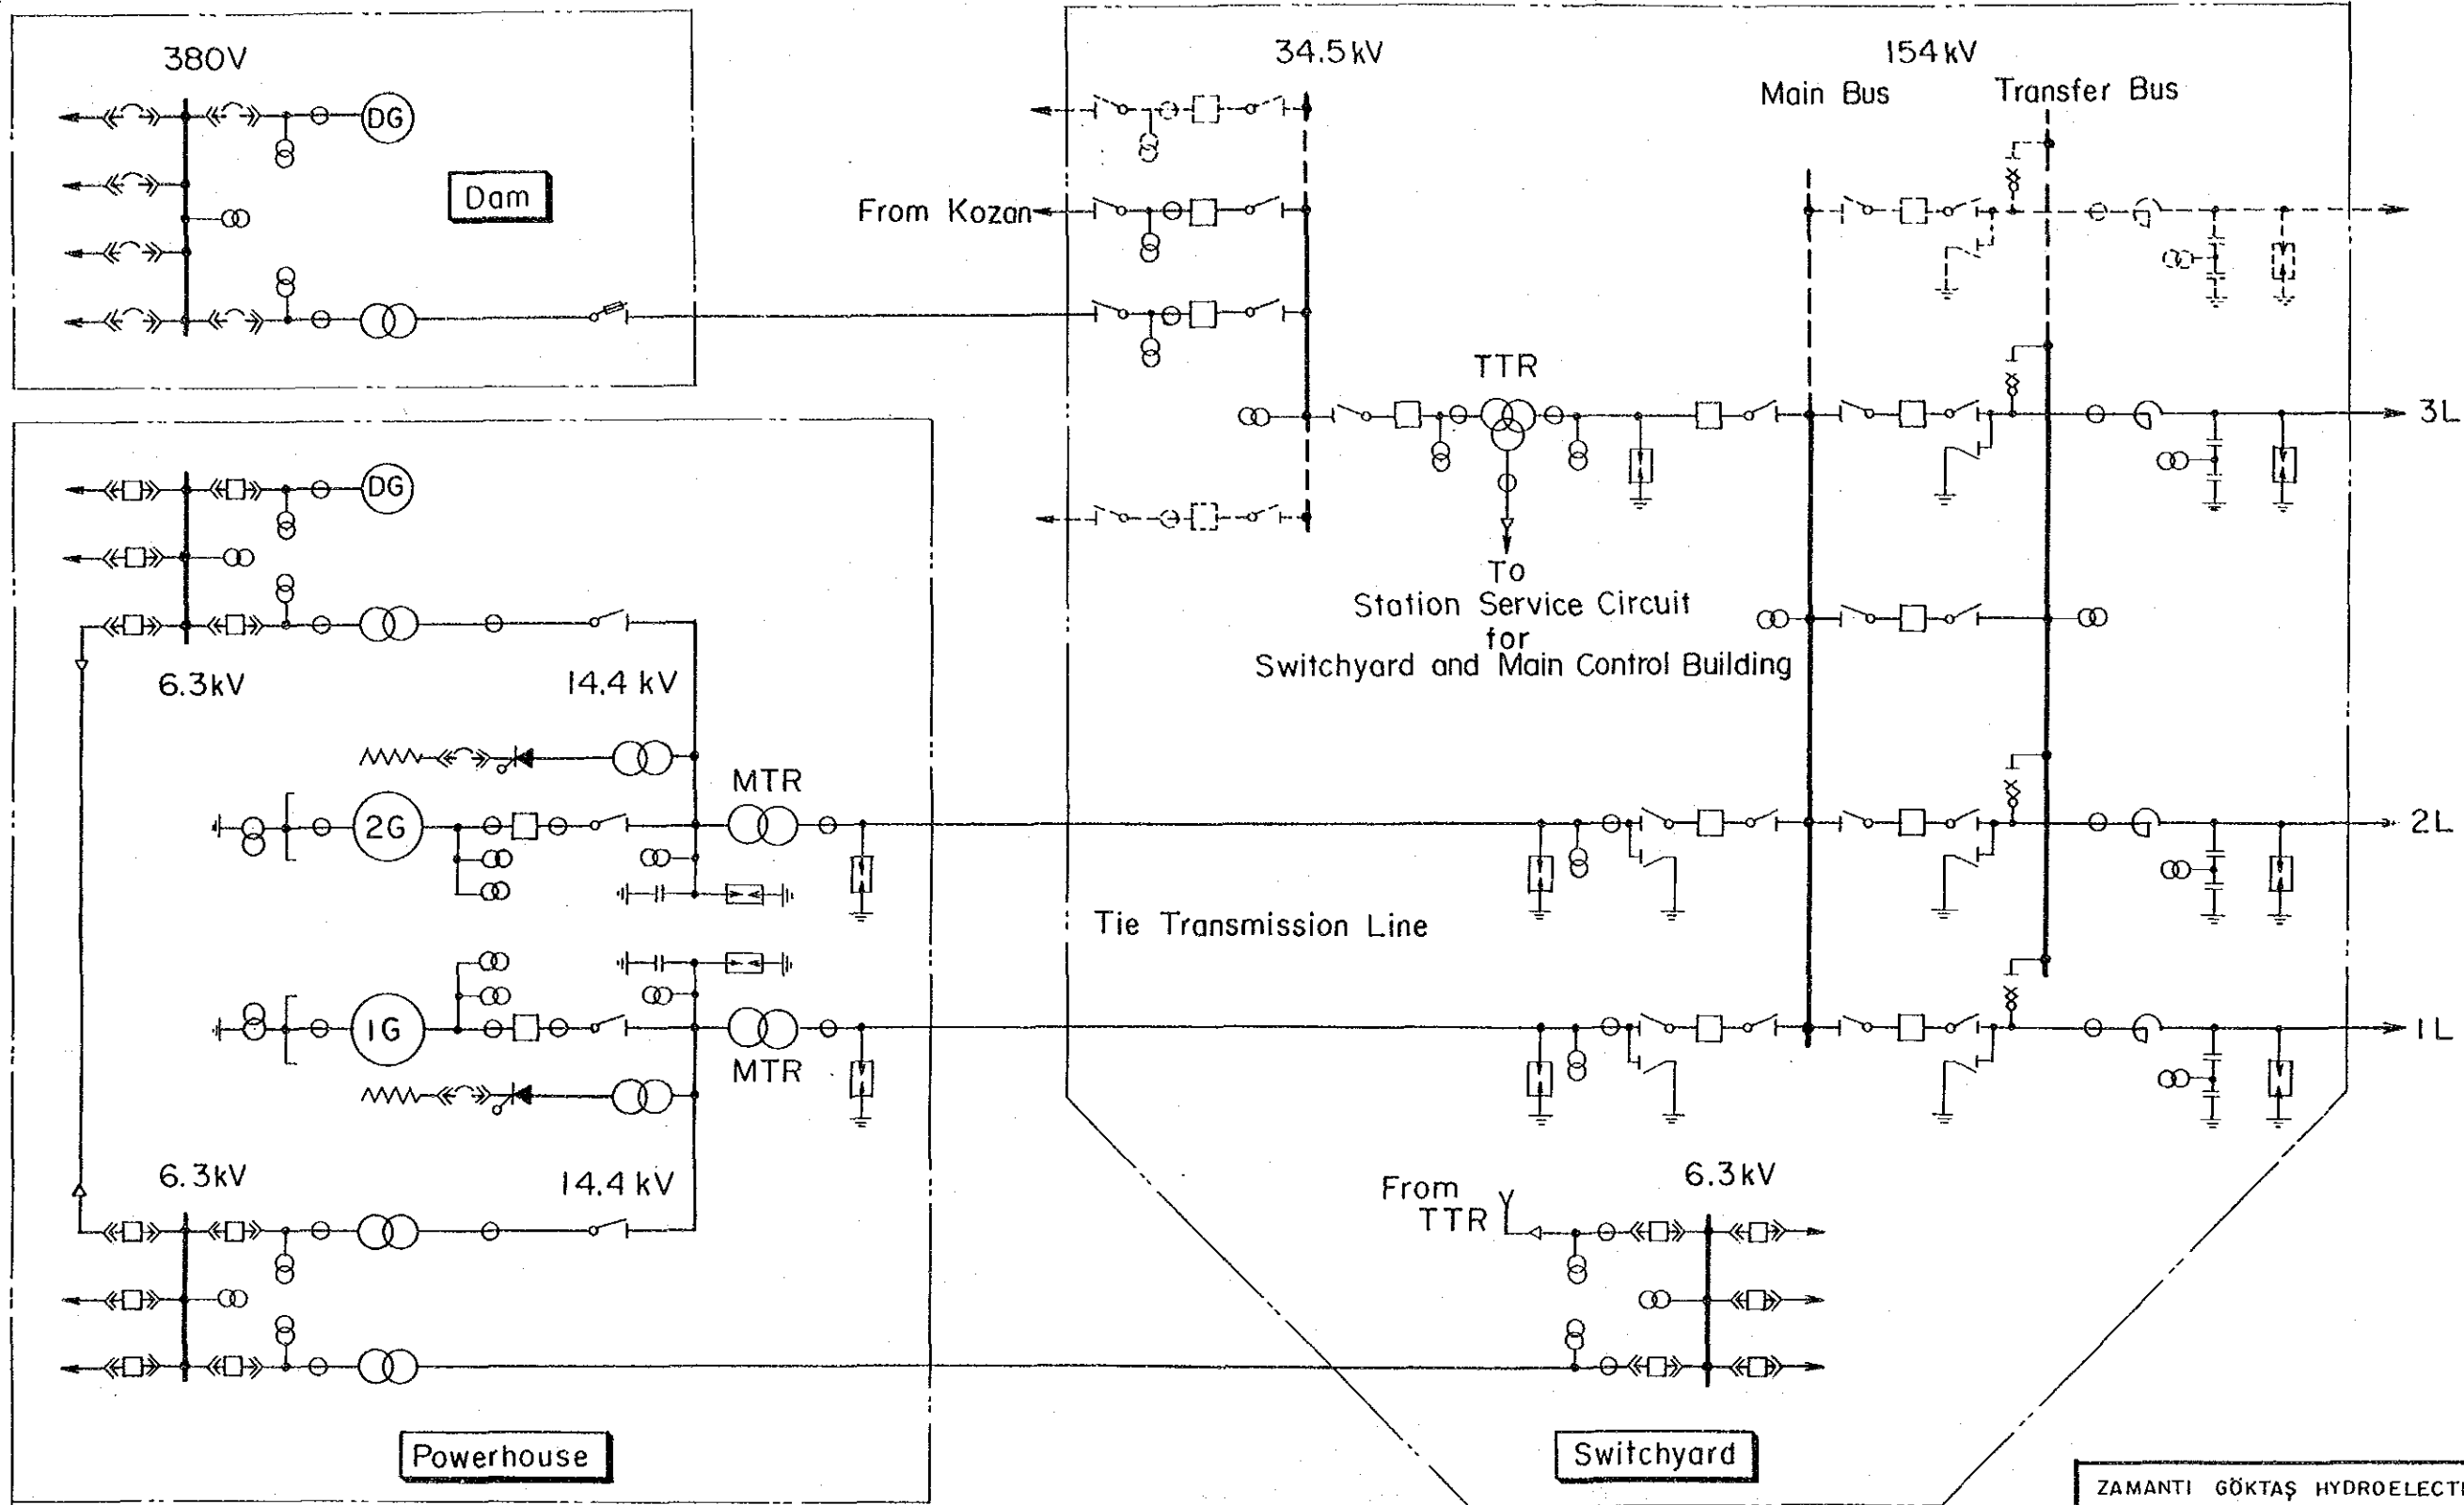 380V
DG
Dam
34.5kV
154kV
Main Bus
Transfer Bus
From Kozan
TTR
3L
To
Station Service Circuit
for
Switchyard and Main Control Building
DG
6.3kV
14.4 kV
MTR
2G
2L
Tie Transmission Line
1G
MTR
1L
6.3kV
14.4 kV
From
TTR
6.3kV
Powerhouse
Switchyard
ZAMANTI GÖKTAŞ HYDROELECT